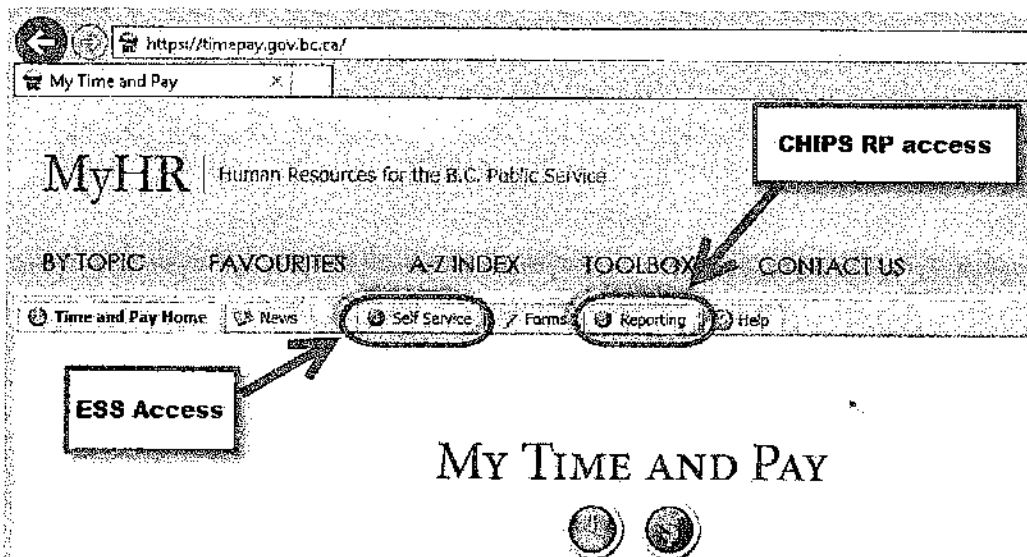 https://timepay.gov.bc.ca/
My Time and Pay
CHIPS RP access
MyHR | Human Resources for the B.C. Public Service
BY TOPIC FAVOURITES A-Z INDEX TOOLBOX CONTACT US
Time and Pay Home News Self Service Forms Reporting Help
ESS Access
MY TIME AND PAY